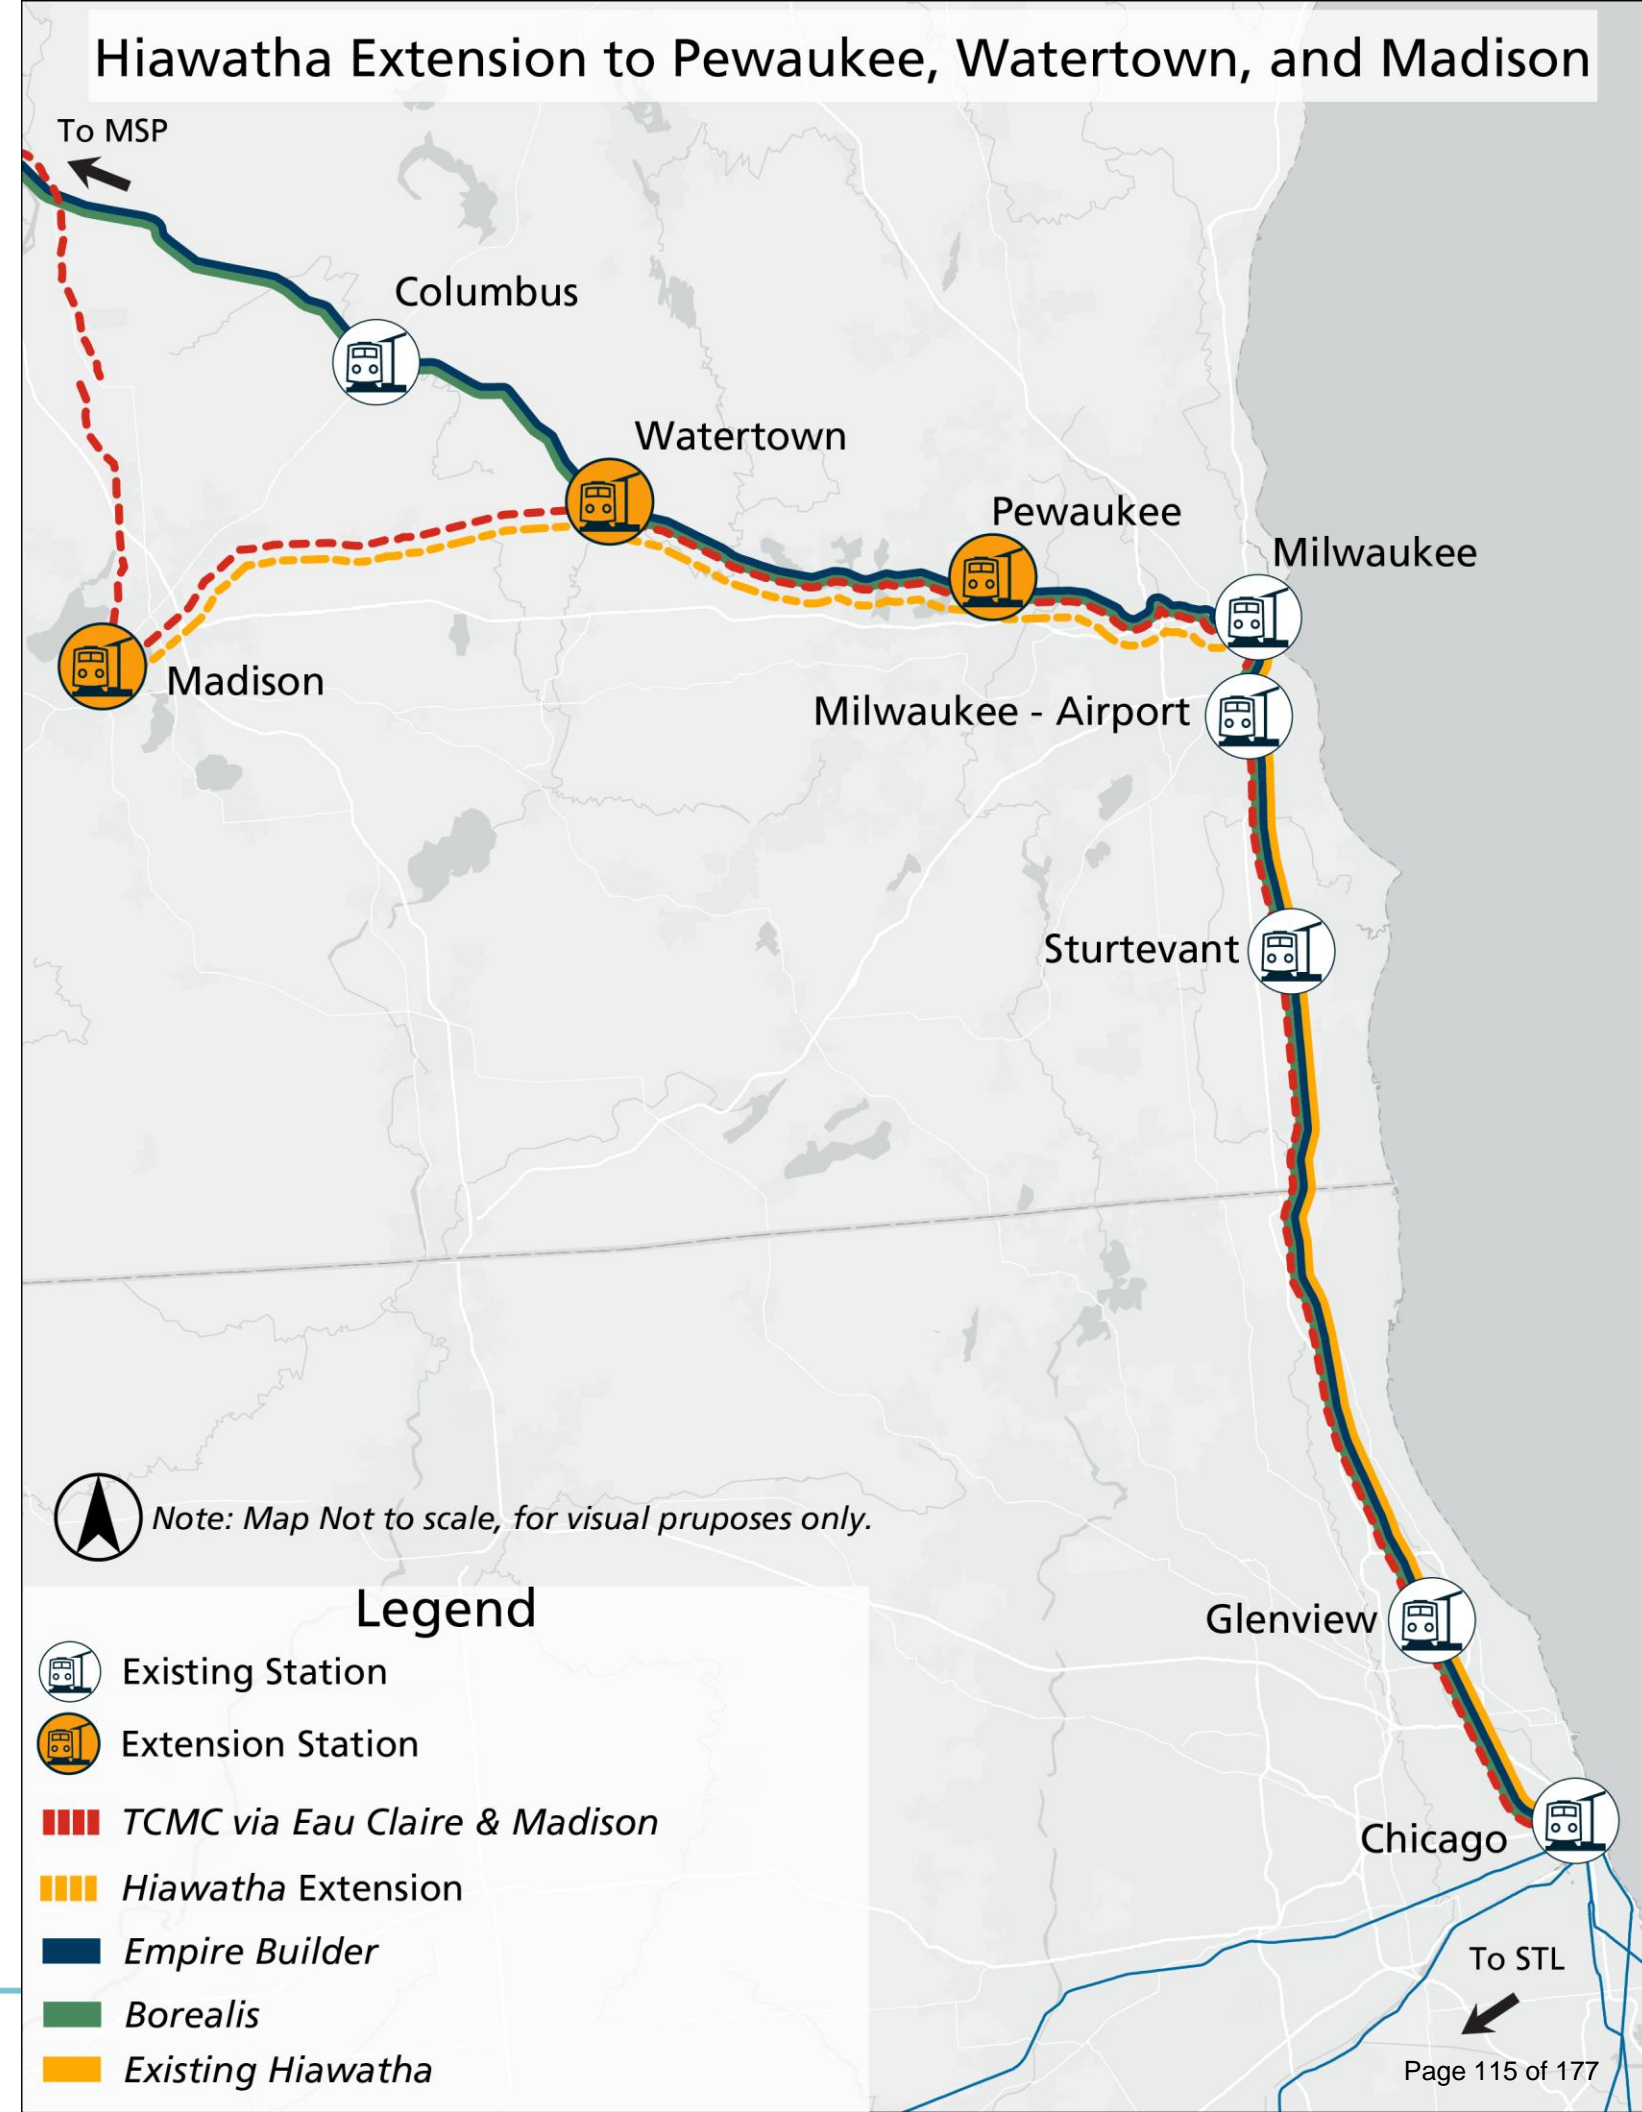 Hiawatha Extension to Pewaukee, Watertown, and Madison
To MSP
Columbus
Watertown
Pewaukee
Milwaukee
Madison
Milwaukee - Airport
Sturtevant
Note: Map Not to scale, for visual pruposes only.
Glenview
Chicago
To STL
Legend
Existing Station
Extension Station
TCMC via Eau Claire & Madison
Hiawatha Extension
Empire Builder
Borealis
Existing Hiawatha
Page 115 of 177